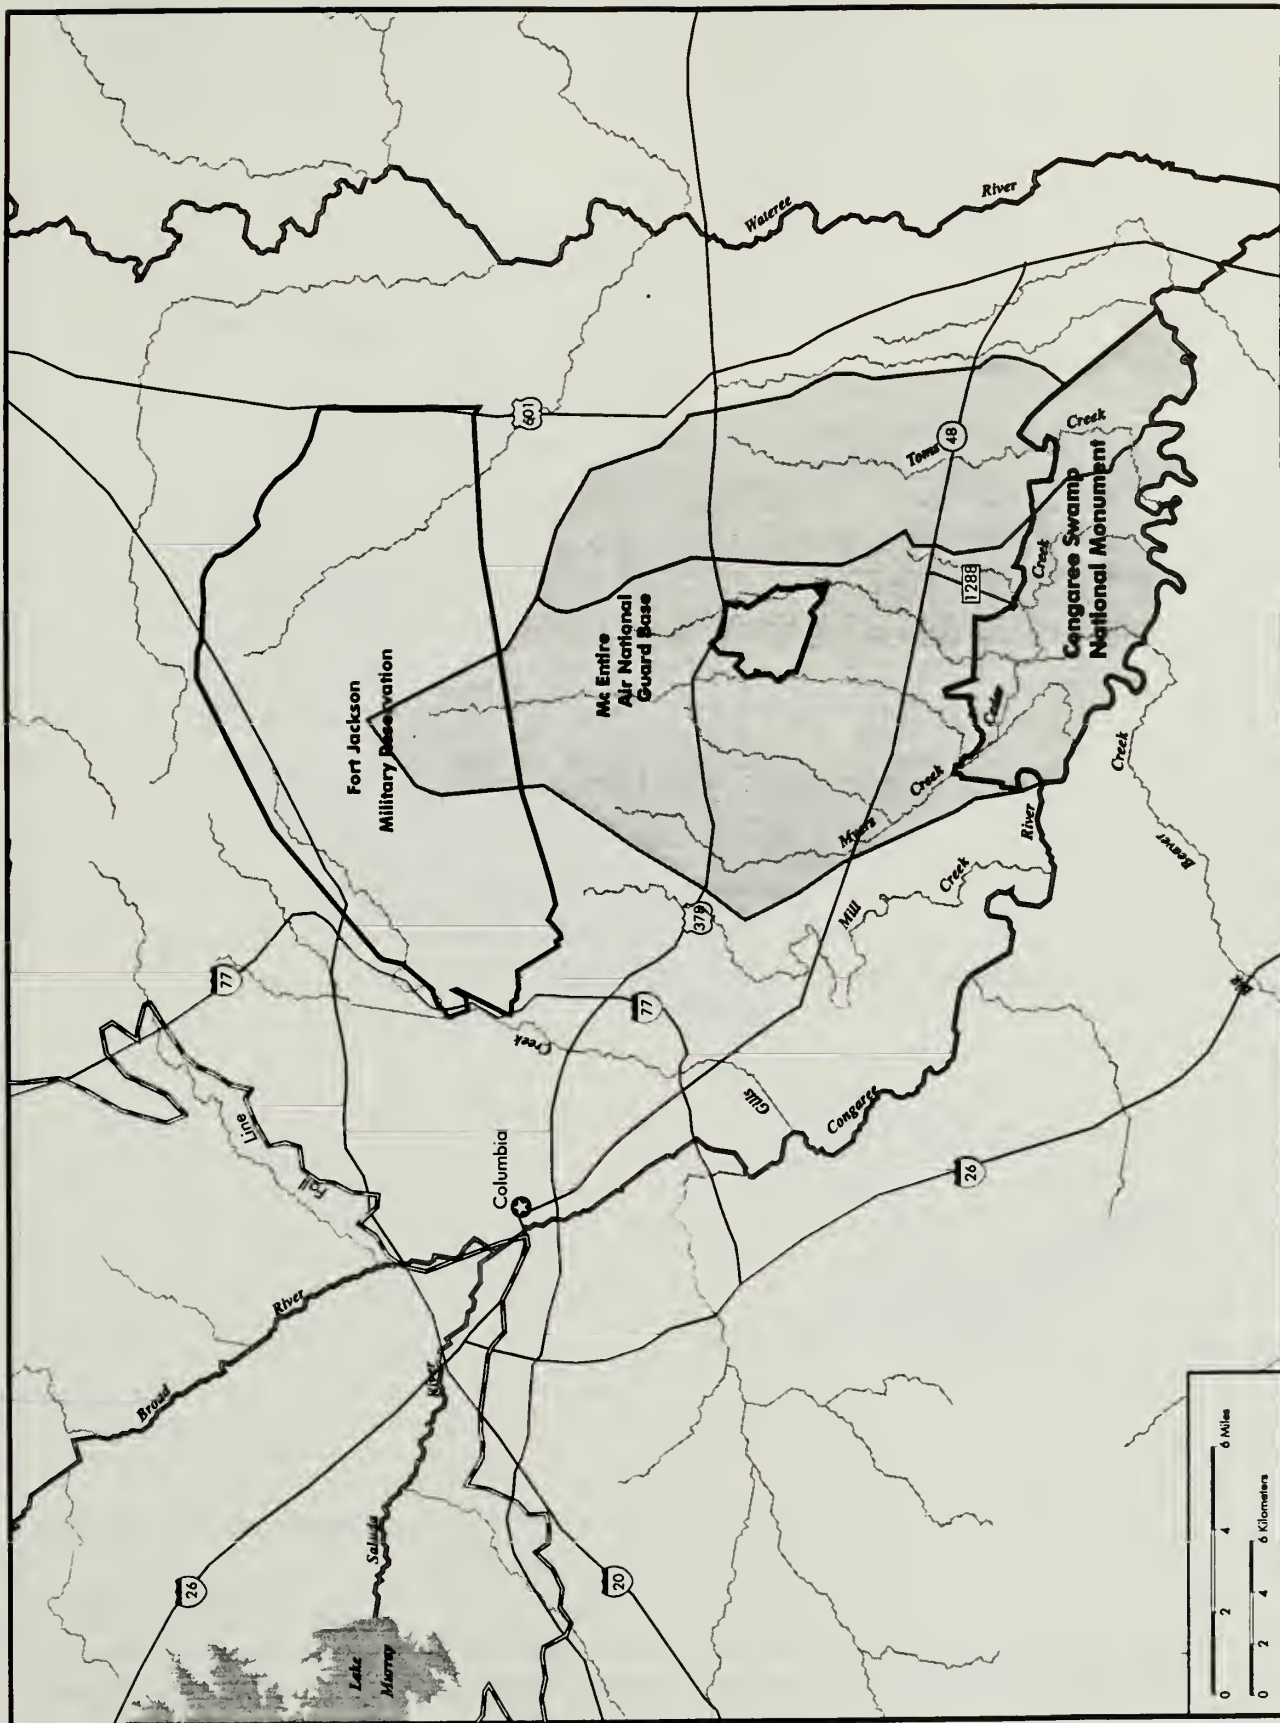 Broad
River
26
Saluda
River
Lake
Murray
20
Fall
Line
77
Columbia
Fort Jackson
Military Reservation
601
Mc Entire
Air National
Guard Base
378
77
Creek
Gills
Congaree
River
26
Mill
Creek
Myers
Creek
Cedar
Creek
Toms
Creek
48
1288
Congaree Swamp
National Monument
Wateree
River
Beaver
Creek
0 2 4 6 Miles
0 2 4 6 Kilometers